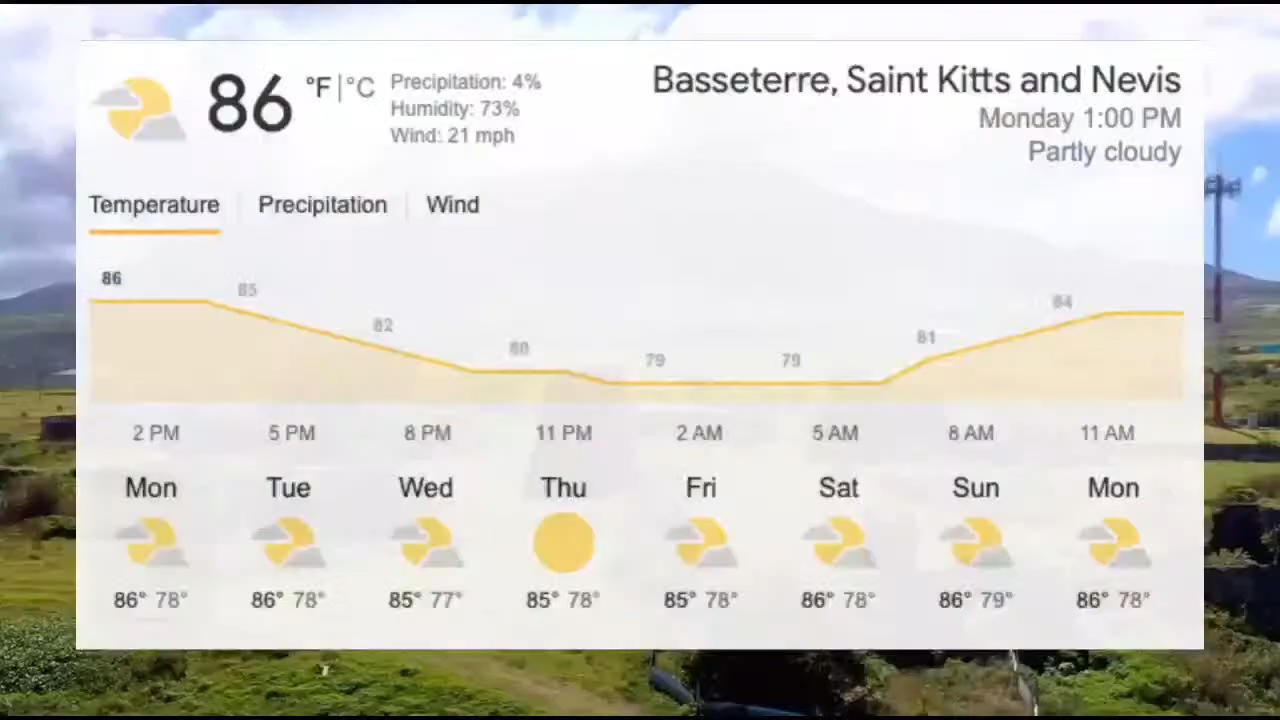 86 °F|°C
Precipitation: 4%
Humidity: 73%
Wind: 21 mph
Basseterre, Saint Kitts and Nevis
Monday 1:00 PM
Partly cloudy
Temperature Precipitation Wind
86 85 82 80 79 79 81 84
2 PM 5 PM 8 PM 11 PM 2 AM 5 AM 8 AM 11 AM
Mon Tue Wed Thu Fri Sat Sun Mon
86° 78° 86° 78° 85° 77° 85° 78° 85° 78° 86° 78° 86° 79° 86° 78°